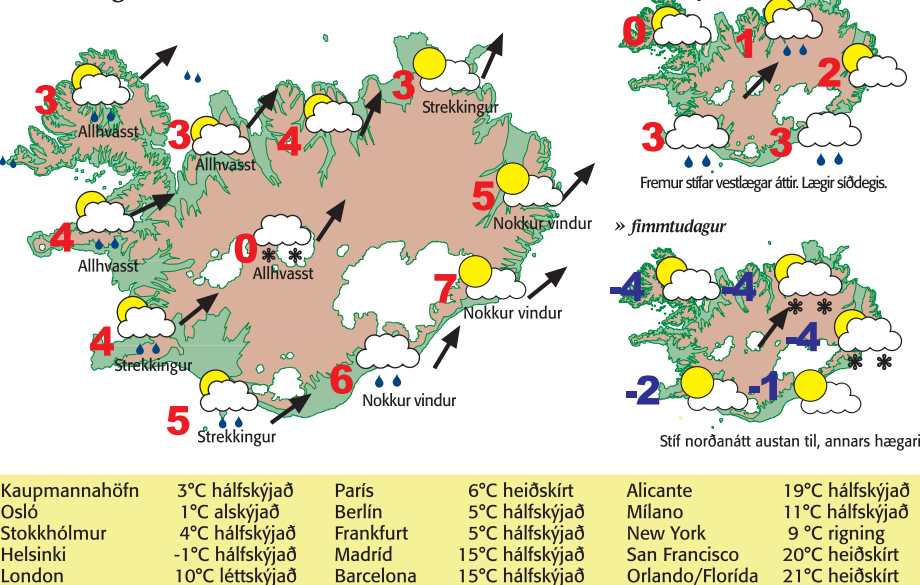 3
Allhvasst
3
Allhvasst
4
3
Strekkingur
5
Nokkur vindur
4
Allhvasst
0
Allhvasst
7
Nokkur vindur
4
Strekkingur
6
Nokkur vindur
5
Strekkingur
0
1
2
3
3
Fremur stífar vestlægar áttir. Lægir síðdegis.
» fimmtudagur
-4
-4
-4
-2
-1
Stíf norðanátt austan til, annars hægari
Kaupmannahöfn 3°C hálfskýjað París 6°C heiðskírt Alicante 19°C hálfskýjað
Osló 1°C alskýjað Berlín 5°C hálfskýjað Mílano 11°C hálfskýjað
Stokkhólmur 4°C hálfskýjað Frankfurt 5°C hálfskýjað New York 9 °C rigning
Helsinki -1°C hálfskýjað Madríd 15°C hálfskýjað San Francisco 20°C heiðskírt
London 10°C léttskýjað Barcelona 15°C hálfskýjað Orlando/Florída 21°C heiðskírt